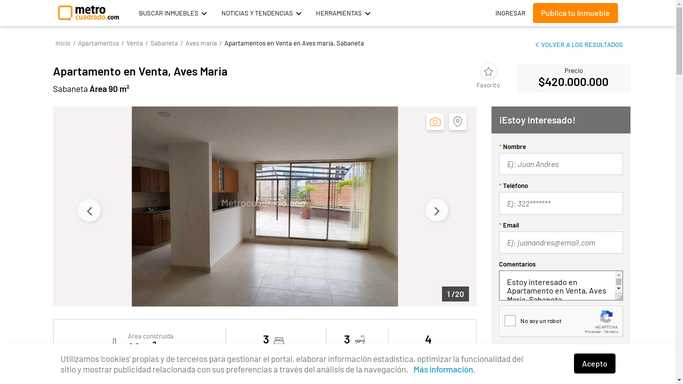 metro
cuadrado.com
BUSCAR INMUEBLES
NOTICIAS Y TENDENCIAS
HERRAMIENTAS
INGRESAR
Publica tu Inmueble
Inicio / Apartamentos / Venta / Sabaneta / Aves maria / Apartamentos en Venta en Aves maria, Sabaneta
VOLVER A LOS RESULTADOS
Apartamento en Venta, Aves Maria
Sabaneta Área 90 m²
Favorito
Precio
$420.000.000
Metrocuadrado.com
1 / 20
¡Estoy Interesado!
* Nombre
Ej: Juan Andres
* Teléfono
Ej: 322*******
* Email
Ej: juanandres@email.com
Comentarios
Estoy interesado en
Apartamento en Venta, Aves
Maria, Sabaneta
No soy un robot
reCAPTCHA
Privacidad - Términos
Área construida
3
3
4
Utilizamos 'cookies' propias y de terceros para gestionar el portal, elaborar información estadística, optimizar la funcionalidad del
sitio y mostrar publicidad relacionada con sus preferencias a través del análisis de la navegación. Más información.
Acepto